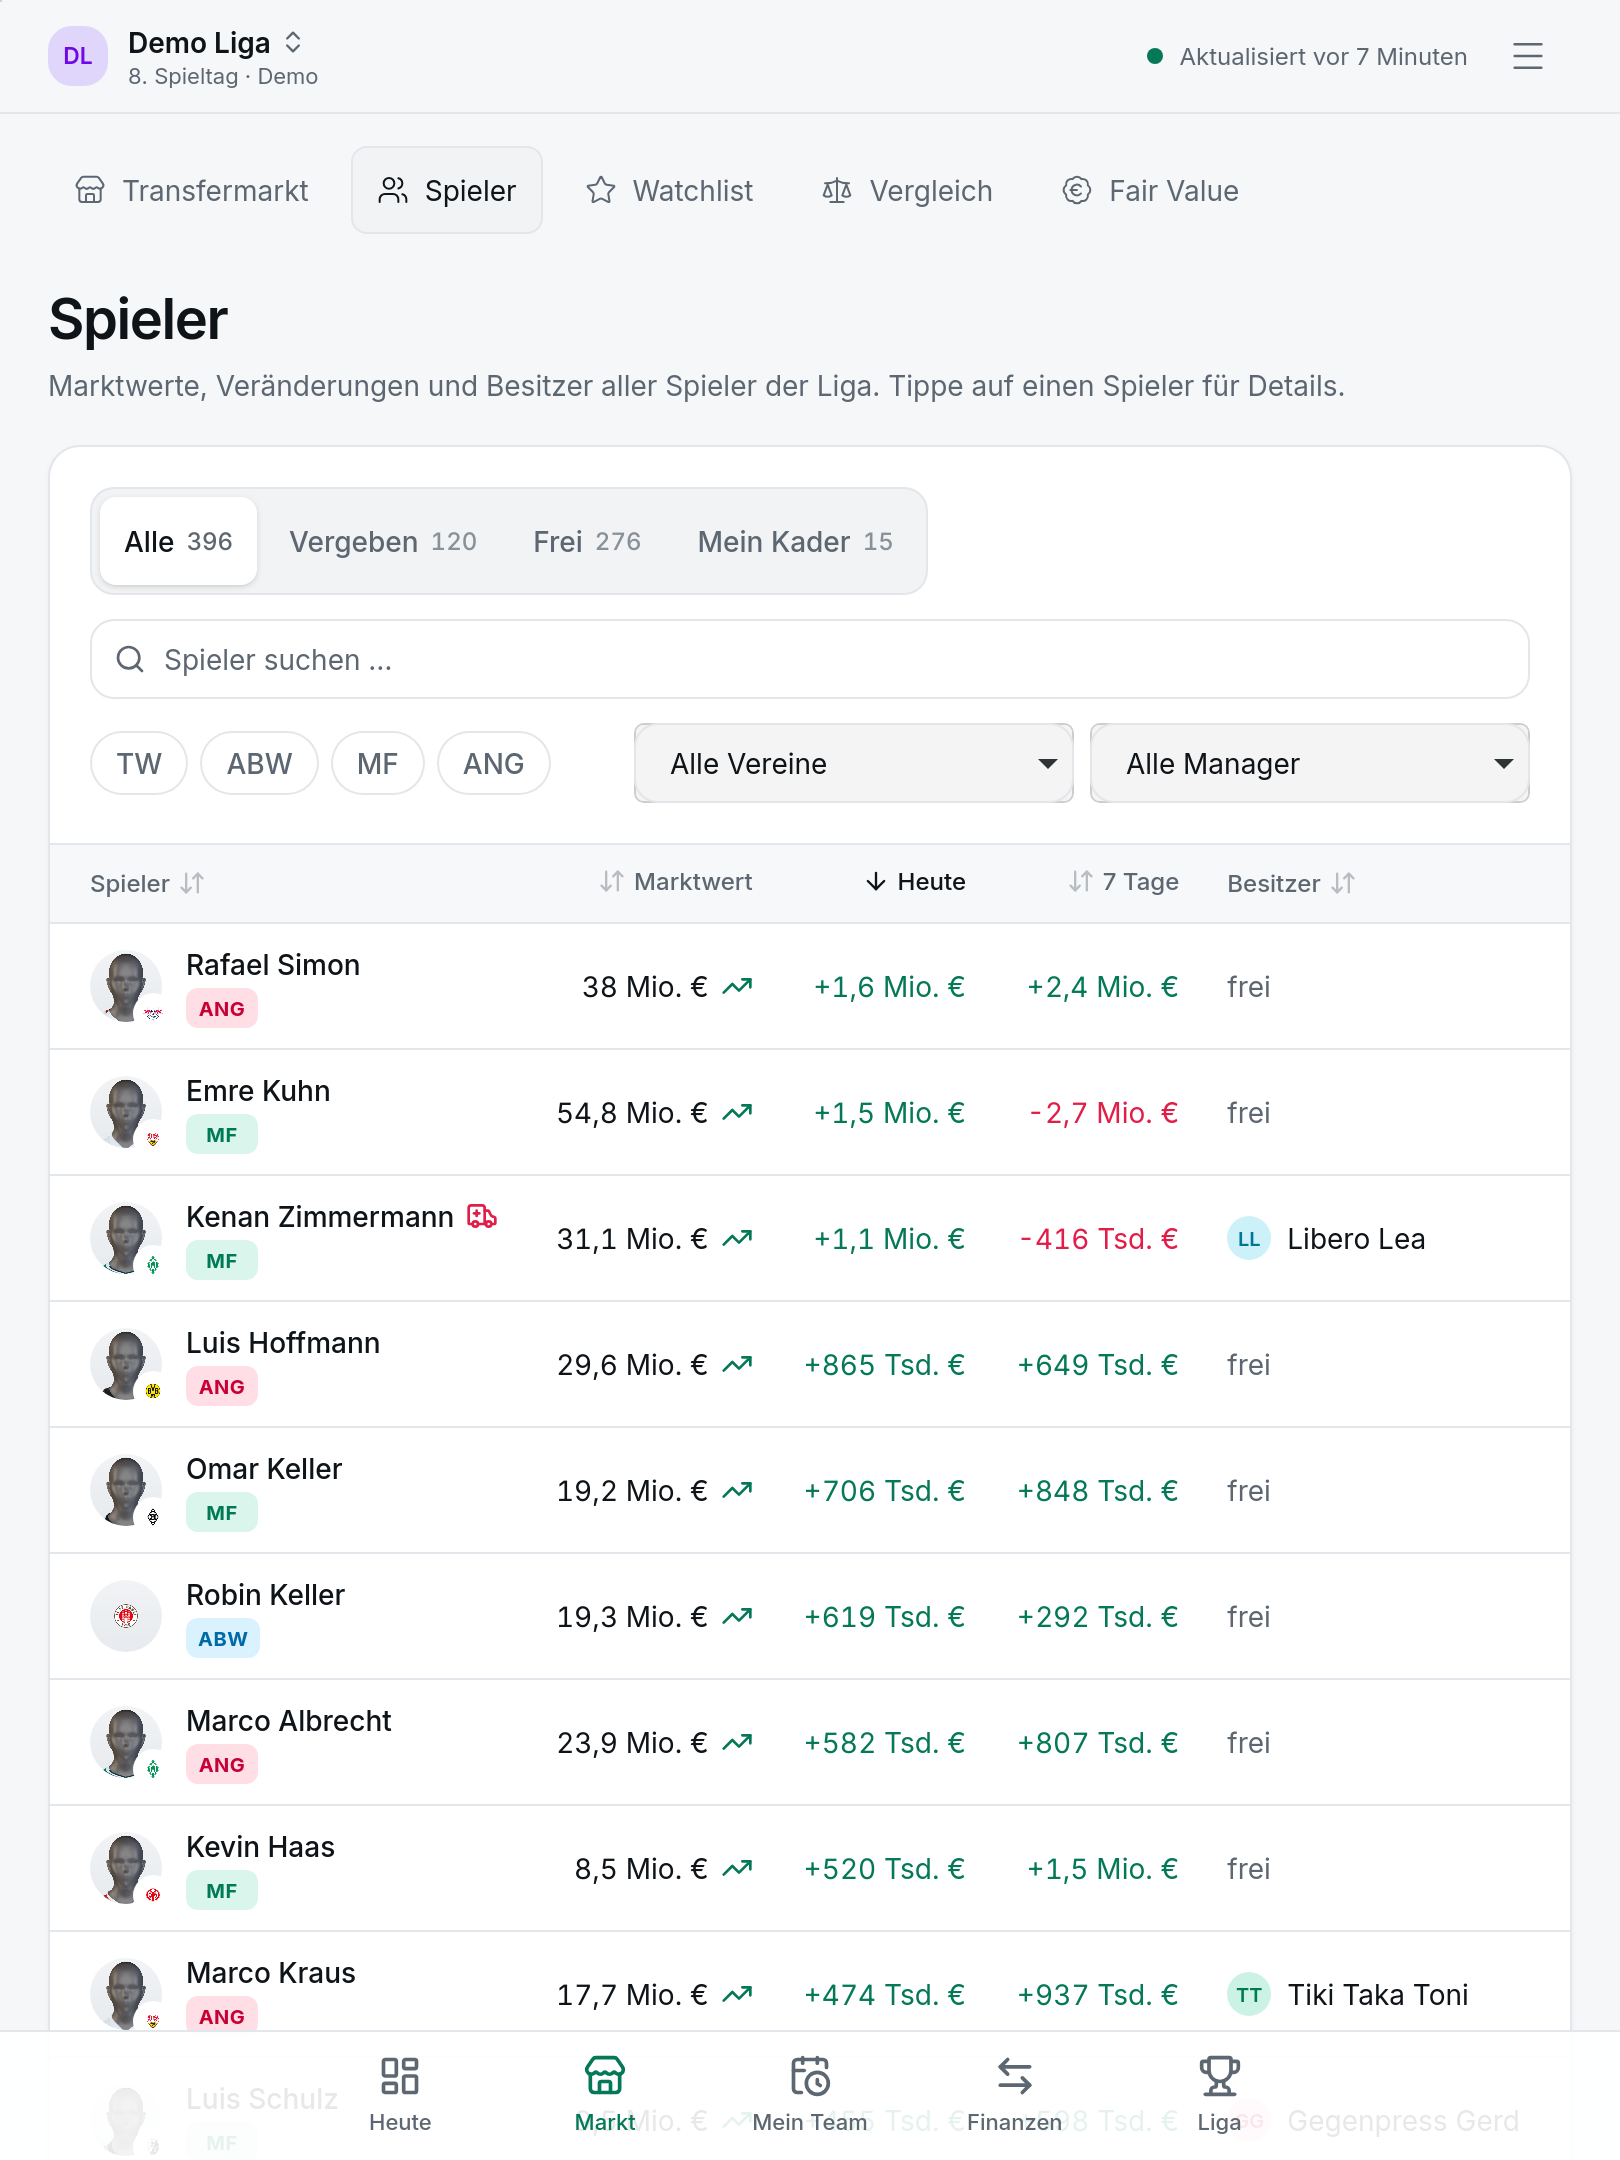 DL
Demo Liga
8. Spieltag · Demo
Aktualisiert vor 7 Minuten
Transfermarkt
Spieler
Watchlist
Vergleich
Fair Value
Spieler
Marktwerte, Veränderungen und Besitzer aller Spieler der Liga. Tippe auf einen Spieler für Details.
Alle 396
Vergeben 120
Frei 276
Mein Kader 15
Spieler suchen ...
TW
ABW
MF
ANG
Alle Vereine
Alle Manager
Spieler Marktwert Heute 7 Tage Besitzer
Rafael Simon
ANG
38 Mio. € +1,6 Mio. € +2,4 Mio. € frei
Emre Kuhn
MF
54,8 Mio. € +1,5 Mio. € -2,7 Mio. € frei
Kenan Zimmermann
MF
31,1 Mio. € +1,1 Mio. € -416 Tsd. € LL Libero Lea
Luis Hoffmann
ANG
29,6 Mio. € +865 Tsd. € +649 Tsd. € frei
Omar Keller
MF
19,2 Mio. € +706 Tsd. € +848 Tsd. € frei
Robin Keller
ABW
19,3 Mio. € +619 Tsd. € +292 Tsd. € frei
Marco Albrecht
ANG
23,9 Mio. € +582 Tsd. € +807 Tsd. € frei
Kevin Haas
MF
8,5 Mio. € +520 Tsd. € +1,5 Mio. € frei
Marco Kraus
ANG
17,7 Mio. € +474 Tsd. € +937 Tsd. € TT Tiki Taka Toni
Luis Schulz
MF
Mio. € Tsd. € Tsd. € GG Gegenpress Gerd
Heute
Markt
Mein Team
Finanzen
Liga